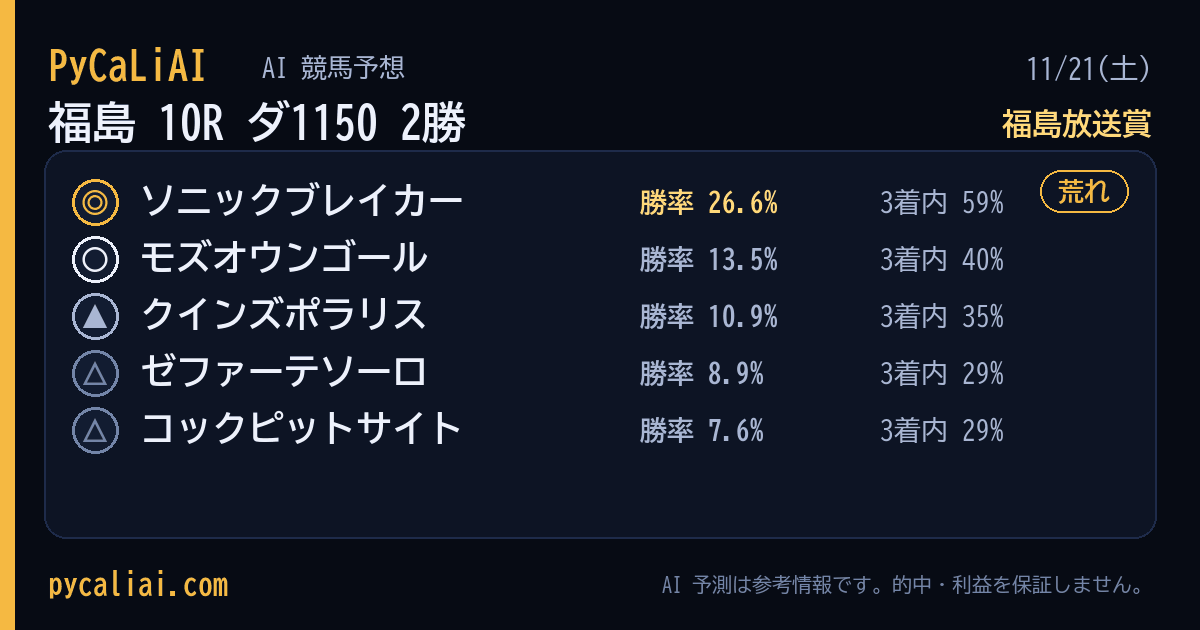 PyCaLiAI AI 競馬予想 11/21(土)
福島 10R ダ1150 2勝 福島放送賞
◎ ソニックブレイカー 勝率 26.6% 3着内 59% 荒れ
○ モズオウンゴール 勝率 13.5% 3着内 40%
▲ クインズポラリス 勝率 10.9% 3着内 35%
△ ゼファーテソーロ 勝率 8.9% 3着内 29%
△ コックピットサイト 勝率 7.6% 3着内 29%
pycaliai.com AI 予測は参考情報です。的中・利益を保証しません。